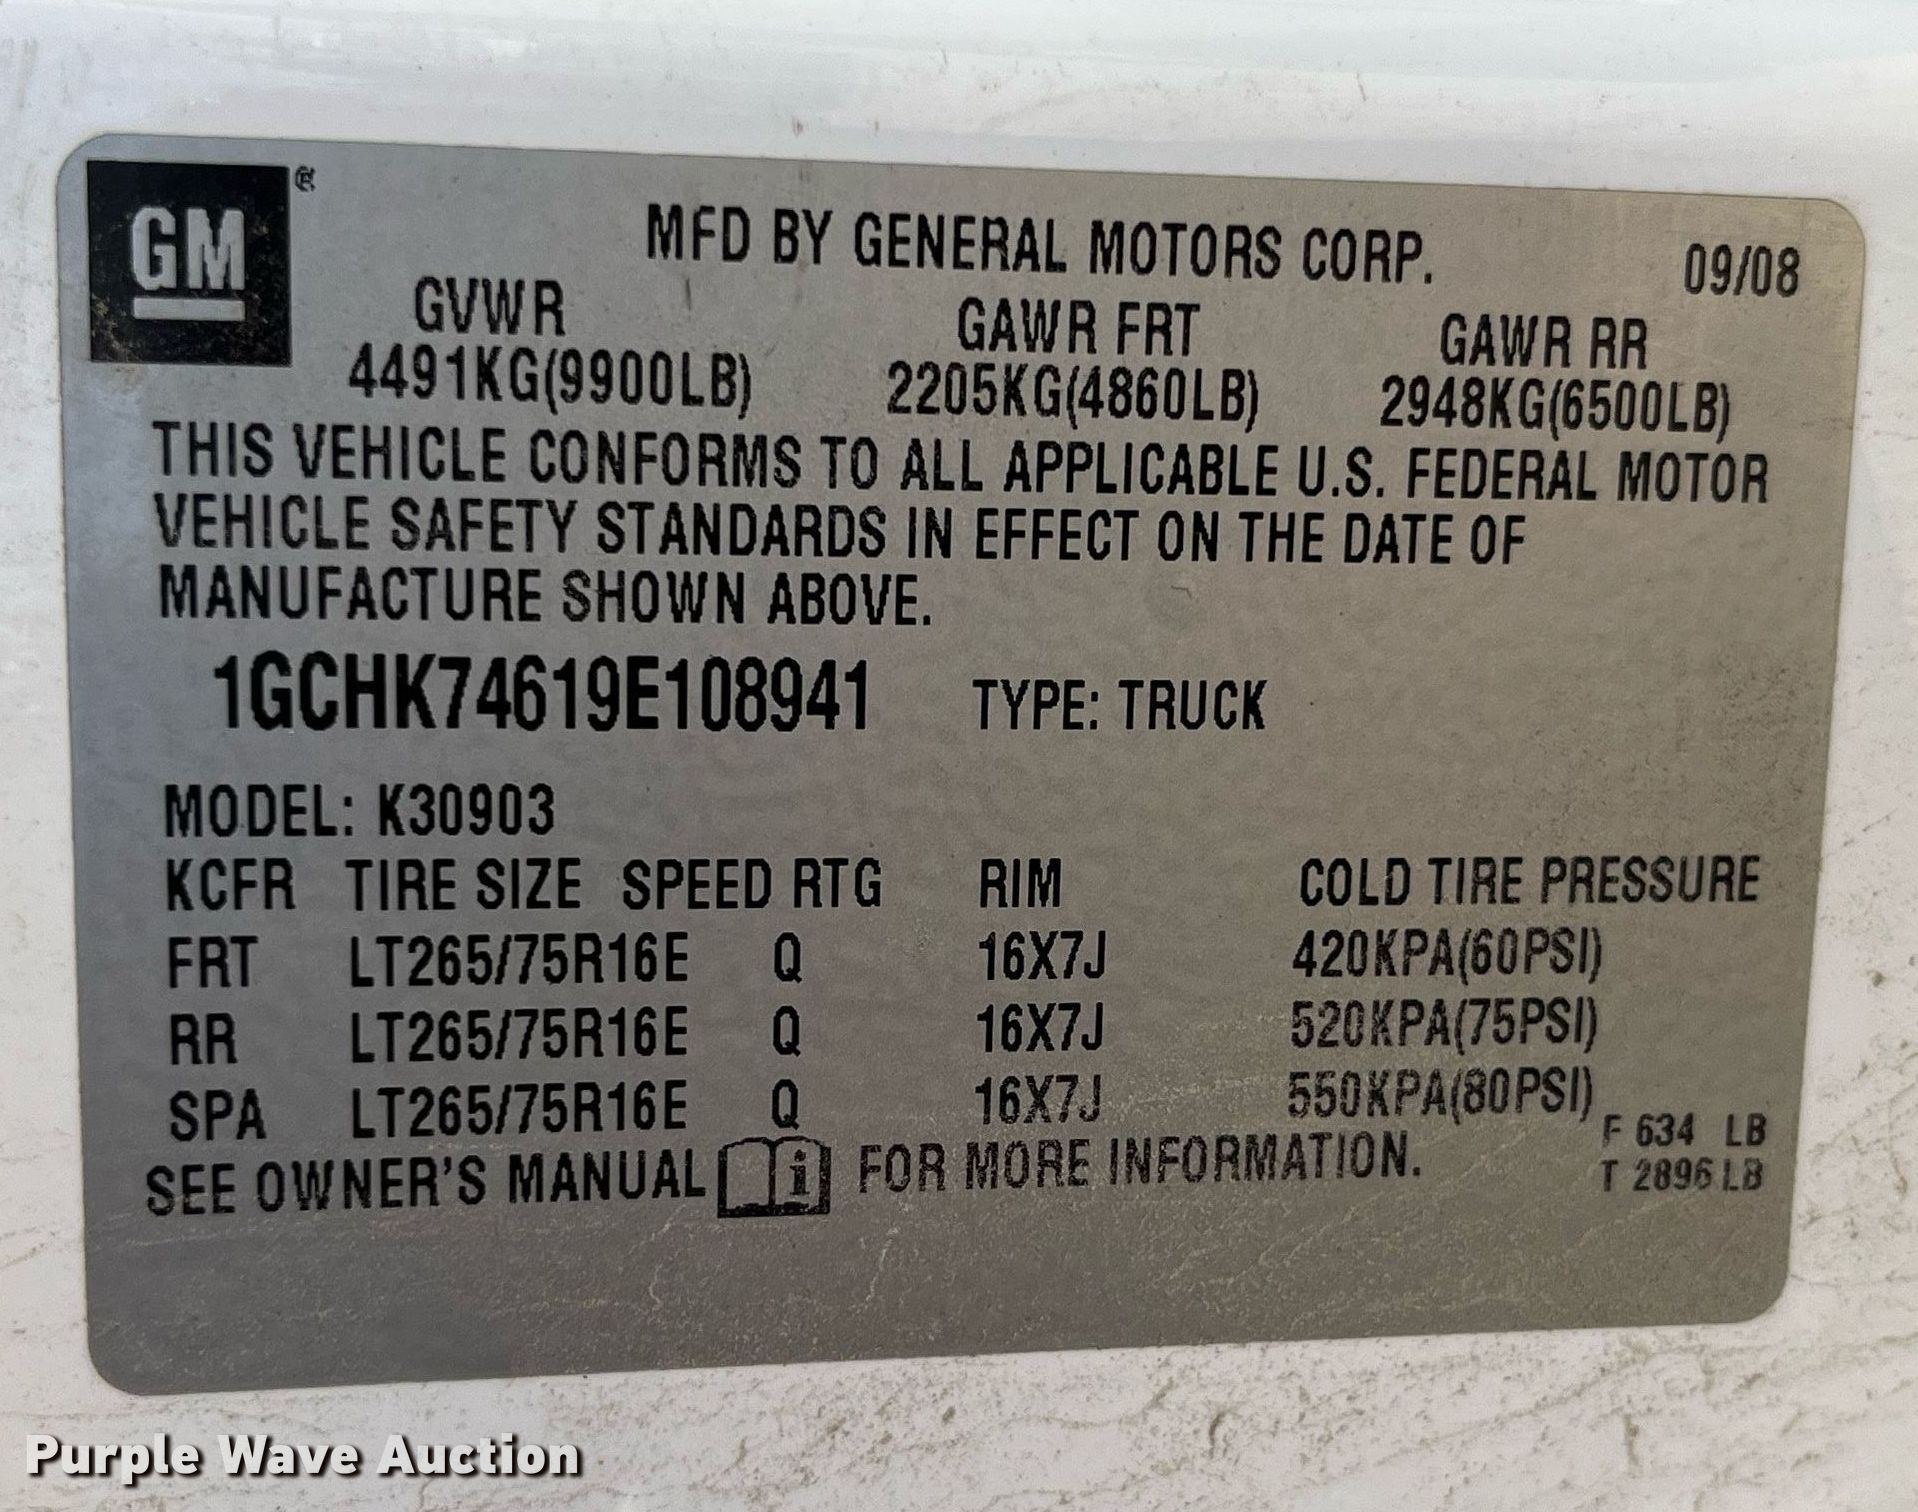 GM ®
MFD BY GENERAL MOTORS CORP. 09/08
GVWR GAWR FRT GAWR RR
4491KG(9900LB) 2205KG(4860LB) 2948KG(6500LB)
THIS VEHICLE CONFORMS TO ALL APPLICABLE U.S. FEDERAL MOTOR
VEHICLE SAFETY STANDARDS IN EFFECT ON THE DATE OF
MANUFACTURE SHOWN ABOVE.
1GCHK74619E108941 TYPE: TRUCK
MODEL: K30903
KCFR TIRE SIZE SPEED RTG RIM COLD TIRE PRESSURE
FRT LT265/75R16E Q 16X7J 420KPA(60PSI)
RR LT265/75R16E Q 16X7J 520KPA(75PSI)
SPA LT265/75R16E Q 16X7J 550KPA(80PSI)
F 634 LB
T 2896LB
SEE OWNER'S MANUAL i FOR MORE INFORMATION.
Purple Wave Auction